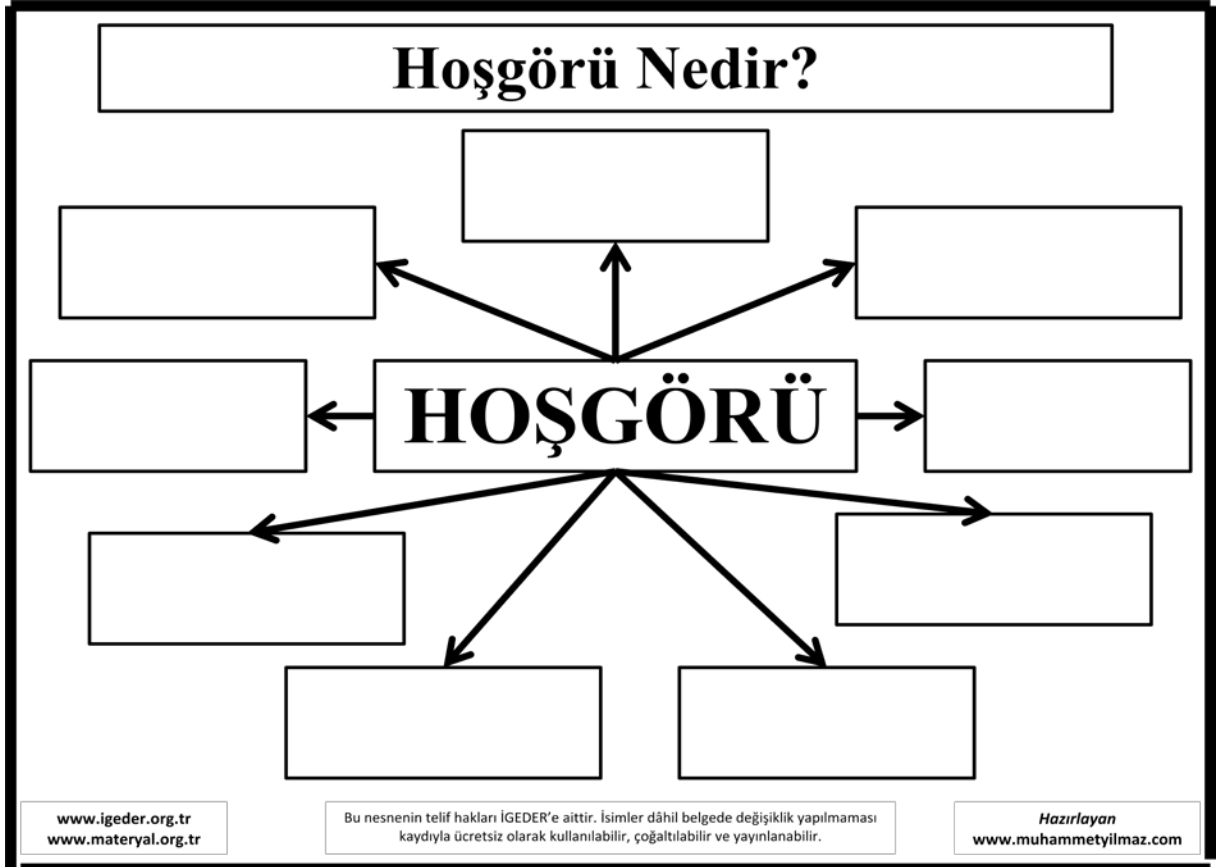 Hoşgörü Nedir?
HOŞGÖRÜ
www.igeder.org.tr
www.materyal.org.tr
Bu nesnenin telif hakları İGEDER’e aittir. İsimler dâhil belgede değişiklik yapılmaması
kaydıyla ücretsiz olarak kullanılabilir, çoğaltılabilir ve yayınlanabilir.
Hazırlayan
www.muhammetyilmaz.com